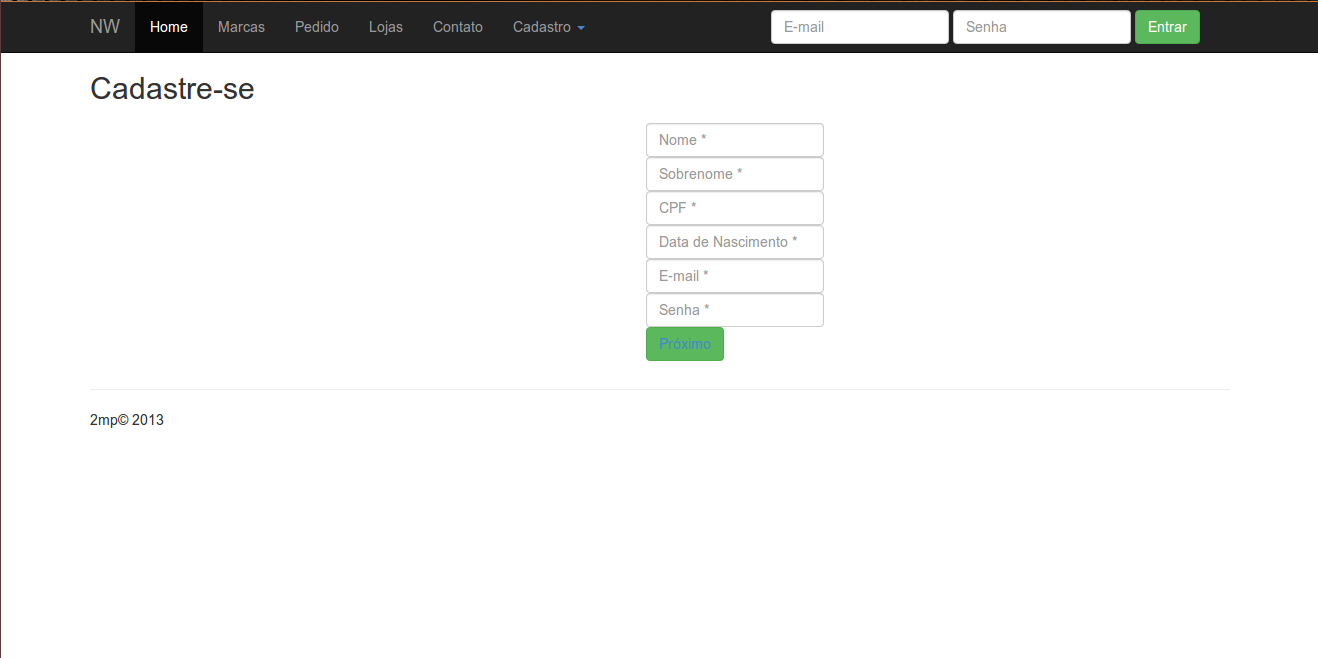 NW Home Marcas Pedido Lojas Contato Cadastro E-mail Senha Entrar
Cadastre-se
Nome *
Sobrenome *
CPF *
Data de Nascimento *
E-mail *
Senha *
Próximo
2mp© 2013